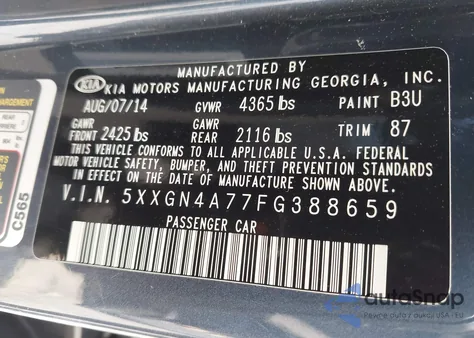 MANUFACTURED BY
KIA KIA MOTORS MANUFACTURING GEORGIA, INC.
AUG/07/14 GVWR 4365 lbs PAINT B3U
GAWR FRONT 2425 lbs GAWR REAR 2116 lbs TRIM 87
THIS VEHICLE CONFORMS TO ALL APPLICABLE U.S.A. FEDERAL
MOTOR VEHICLE SAFETY, BUMPER, AND THEFT PREVENTION STANDARDS
IN EFFECT ON THE DATE OF MANUFACTURE SHOWN ABOVE.
V.I.N. 5XXGN4A77FG388659
PASSENGER CAR
C565
autoSnap